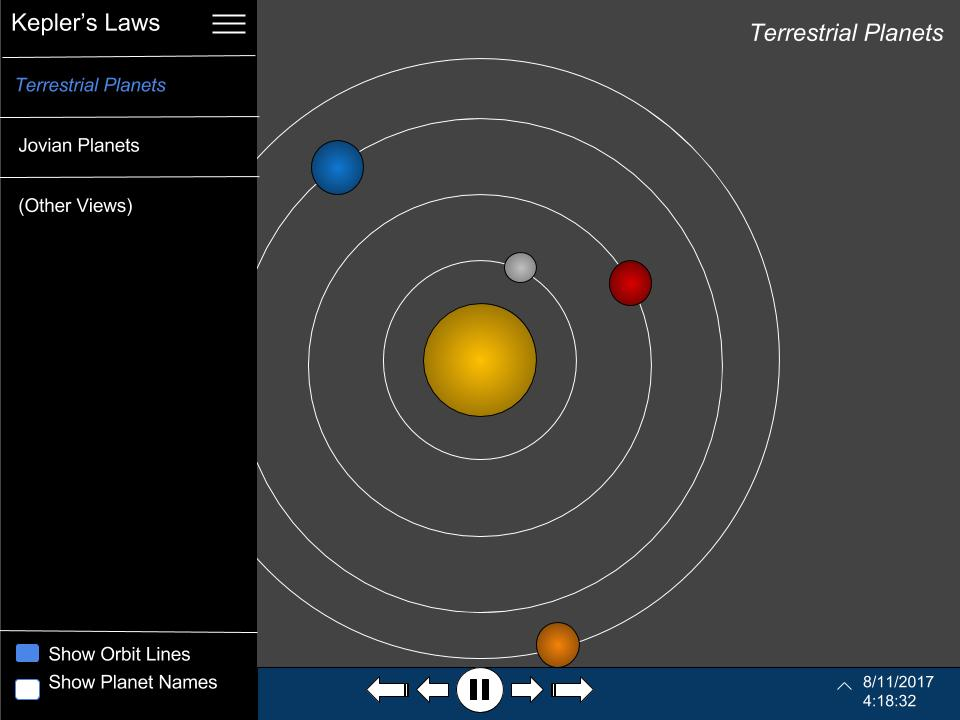 Kepler’s Laws
Terrestrial Planets
Terrestrial Planets
Jovian Planets
(Other Views)
Show Orbit Lines
Show Planet Names
8/11/2017
4:18:32